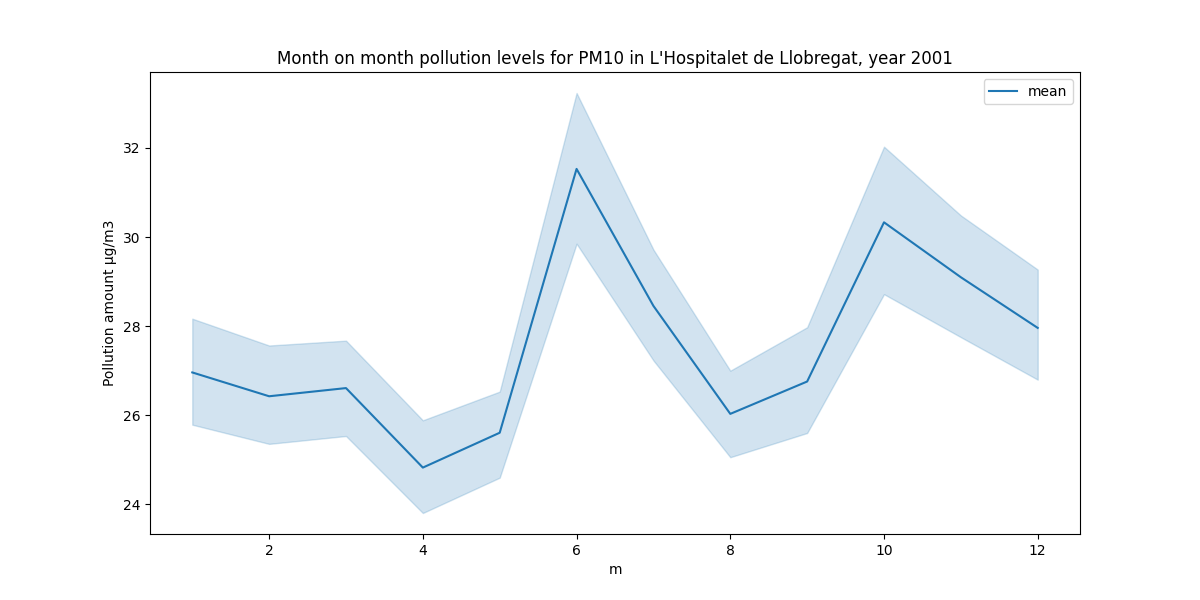 Month on month pollution levels for PM10 in L'Hospitalet de Llobregat, year 2001
mean
Pollution amount µg/m3
32
30
28
26
24
2 4 6 8 10 12
m